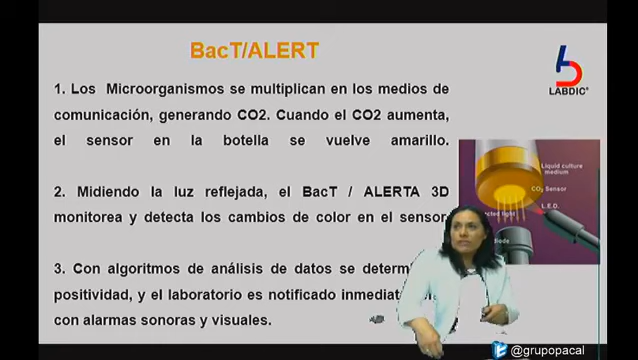 BacT/ALERT
1. Los Microorganismos se multiplican en los medios de
comunicación, generando CO2. Cuando el CO2 aumenta,
el sensor en la botella se vuelve amarillo.
LABDIC
2. Midiendo la luz reflejada, el BacT / ALERTA 3D
monitorea y detecta los cambios de color en el sensor.
3. Con algoritmos de análisis de datos se determ
positividad, y el laboratorio es notificado inmediat
con alarmas sonoras y visuales.
Liquid culture
medium
CO2 Sensor
L.E.D.
light
@grupopacal